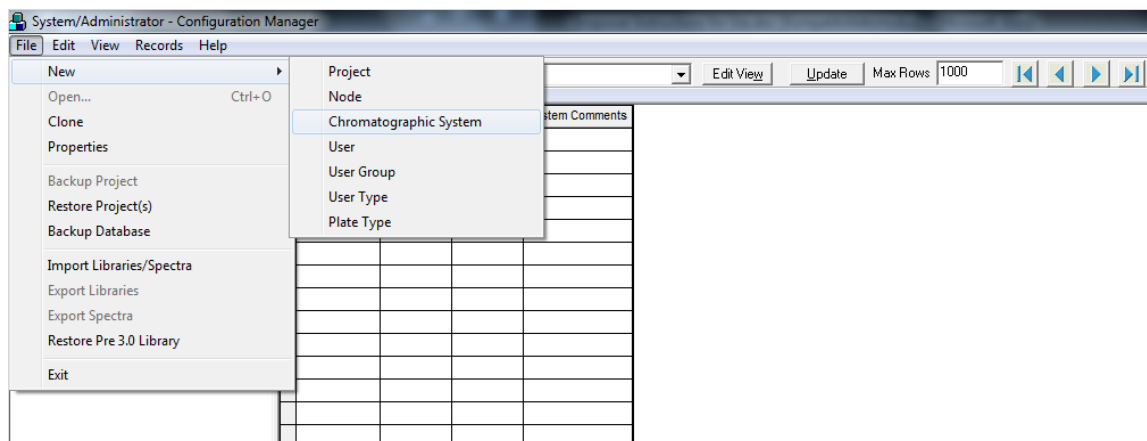 System/Administrator - Configuration Manager
File Edit View Records Help
New Project Edit View Update Max Rows 1000
Open... Ctrl+O Node
Clone Chromatographic System stem Comments
Properties User
User Group
Backup Project User Type
Restore Project(s) Plate Type
Backup Database
Import Libraries/Spectra
Export Libraries
Export Spectra
Restore Pre 3.0 Library
Exit